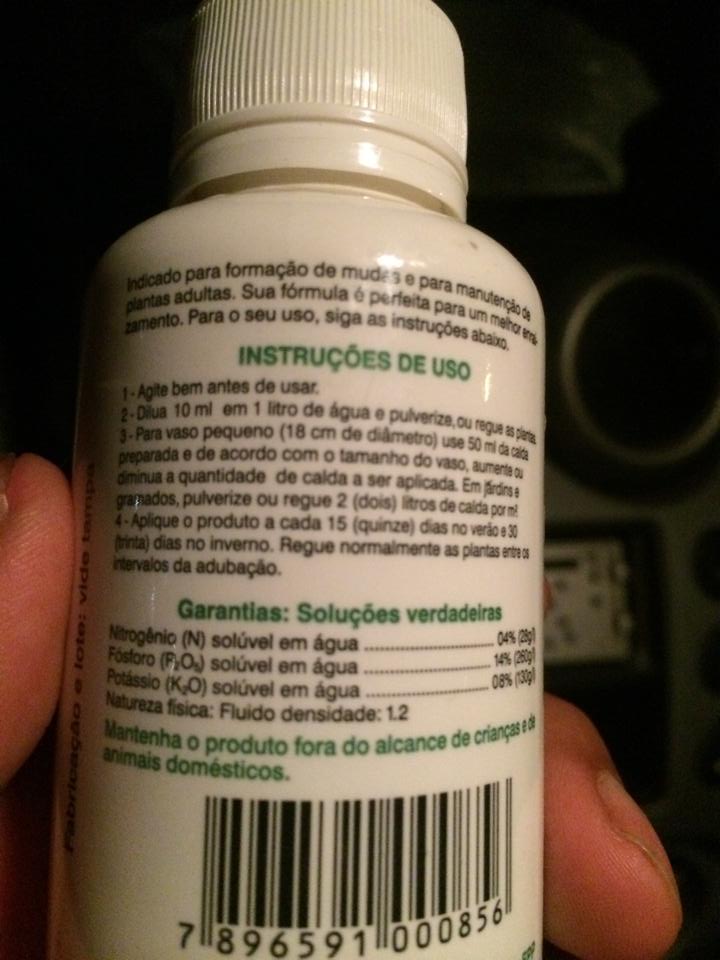 Indicado para formação de mudas e para manutenção de
plantas adultas. Sua fórmula é perfeita para um melhor enrai-
zamento. Para o seu uso, siga as instruções abaixo.
INSTRUÇÕES DE USO
1 - Agite bem antes de usar.
2 - Dilua 10 ml em 1 litro de água e pulverize, ou regue as plantas
3 - Para vaso pequeno (18 cm de diâmetro) use 50 ml da calda
preparada e de acordo com o tamanho do vaso, aumente ou
diminua a quantidade de calda a ser aplicada. Em jardins e
gramados, pulverize ou regue 2 (dois) litros de calda por m².
4 - Aplique o produto a cada 15 (quinze) dias no verão e 30
(trinta) dias no inverno. Regue normalmente as plantas entre os
intervalos da adubação.
Garantias: Soluções verdadeiras
Nitrogênio (N) solúvel em água ........................ 04% (28g/l)
Fósforo (P₂O₅) solúvel em água ........................ 14% (260g/l)
Potássio (K₂O) solúvel em água ........................ 08% (130g/l)
Natureza física: Fluido densidade: 1.2
Mantenha o produto fora do alcance de crianças e de
animais domésticos.
7 896591 000856
Fabricação e lote: vide tampa